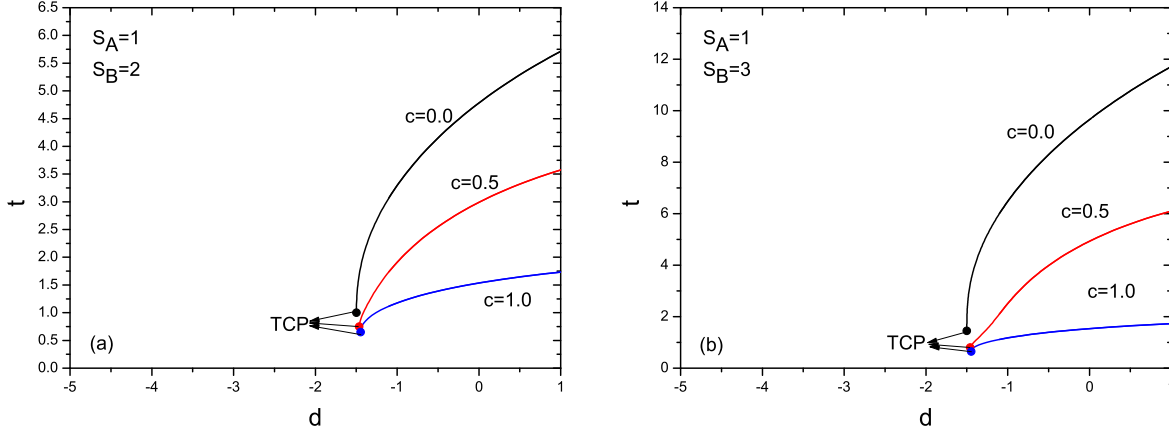 6.5
6.0
5.5
5.0
4.5
4.0
3.5
3.0
2.5
2.0
1.5
1.0
0.5
0.0
t
S_A=1
S_B=2
c=0.0
c=0.5
c=1.0
TCP
(a)
-5 -4 -3 -2 -1 0 1
d
14
12
10
8
6
4
2
0
t
S_A=1
S_B=3
c=0.0
c=0.5
c=1.0
TCP
(b)
-5 -4 -3 -2 -1 0 1
d